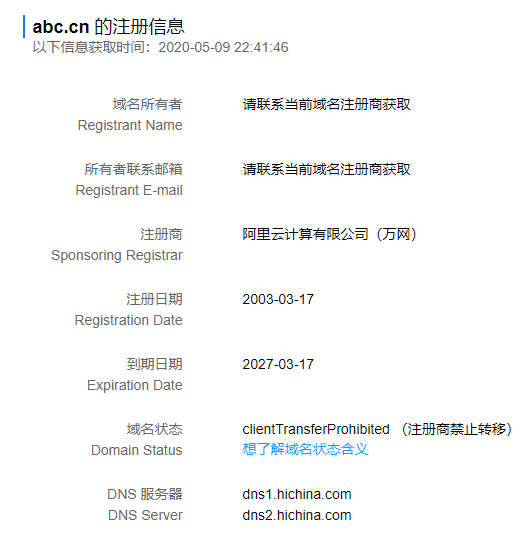 abc.cn 的注册信息
以下信息获取时间：2020-05-09 22:41:46
域名所有者 请联系当前域名注册商获取
Registrant Name
所有者联系邮箱 请联系当前域名注册商获取
Registrant E-mail
注册商 阿里云计算有限公司（万网）
Sponsoring Registrar
注册日期 2003-03-17
Registration Date
到期日期 2027-03-17
Expiration Date
域名状态 clientTransferProhibited （注册商禁止转移）
Domain Status 想了解域名状态含义
DNS 服务器 dns1.hichina.com
DNS Server dns2.hichina.com